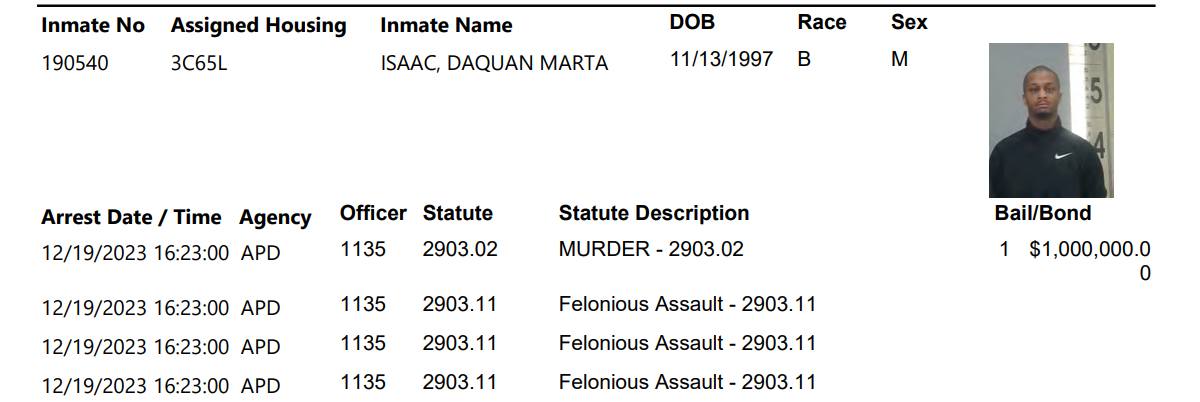 Inmate No Assigned Housing Inmate Name DOB Race Sex
190540 3C65L ISAAC, DAQUAN MARTA 11/13/1997 B M
5
4
Arrest Date / Time Agency Officer Statute Statute Description Bail/Bond
12/19/2023 16:23:00 APD 1135 2903.02 MURDER - 2903.02 1 $1,000,000.0
0
12/19/2023 16:23:00 APD 1135 2903.11 Felonious Assault - 2903.11
12/19/2023 16:23:00 APD 1135 2903.11 Felonious Assault - 2903.11
12/19/2023 16:23:00 APD 1135 2903.11 Felonious Assault - 2903.11